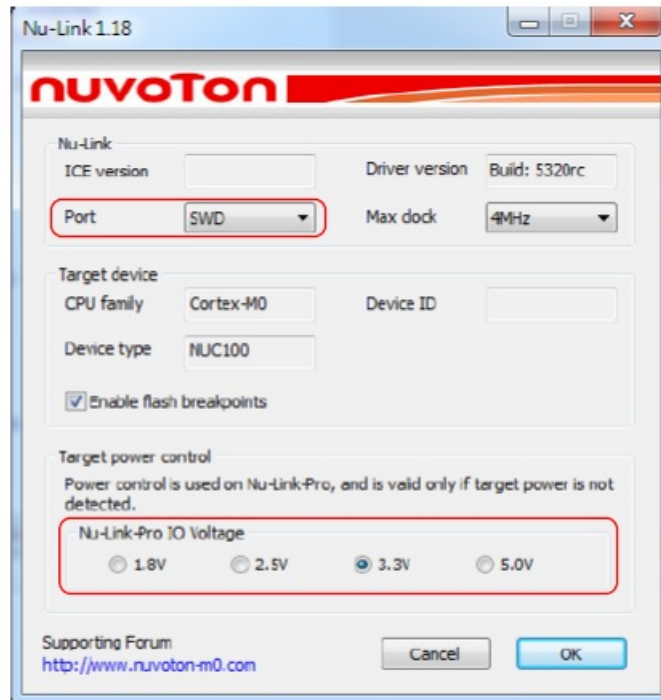 Nu-Link 1.18
nuvoTon
Nu-Link
ICE version
Driver version Build: 5320rc
Port SWD
Max clock 4MHz
Target device
CPU family Cortex-M0
Device ID
Device type NUC100
Enable flash breakpoints
Target power control
Power control is used on Nu-Link-Pro, and is valid only if target power is not
detected.
Nu-Link-Pro IO Voltage
1.8V 2.5V 3.3V 5.0V
Supporting Forum
http://www.nuvoton-m0.com
Cancel OK